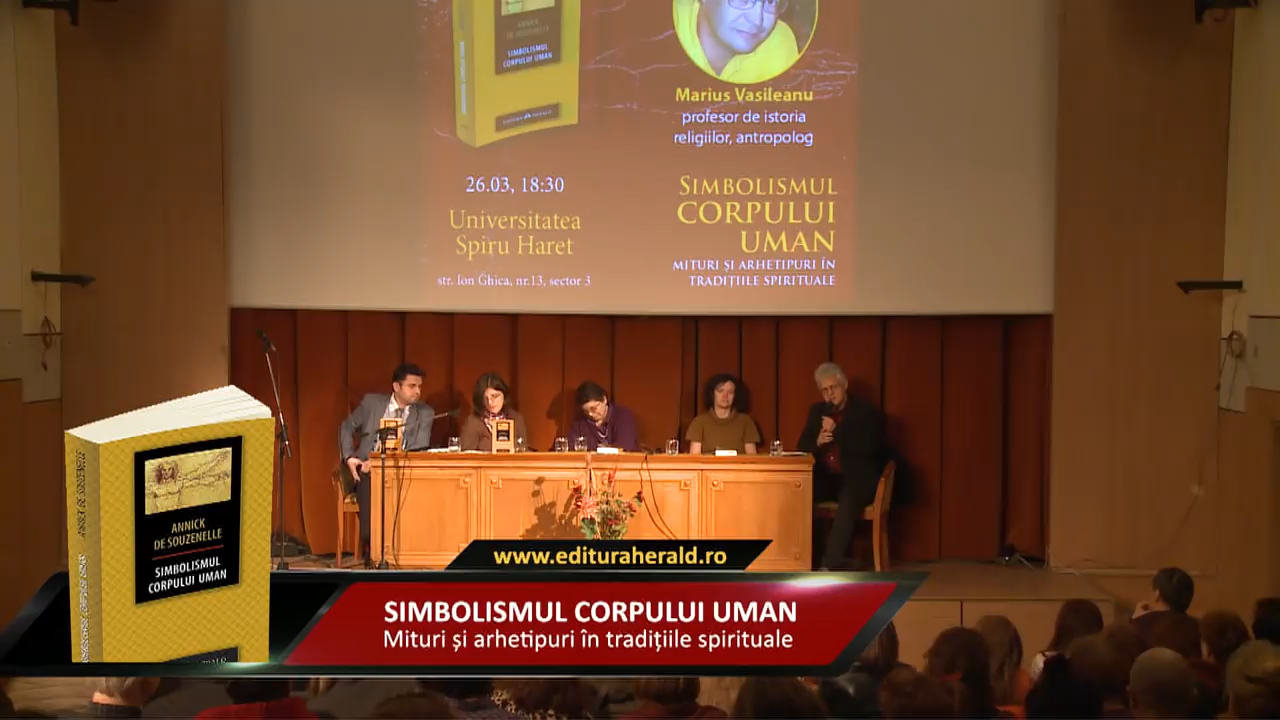 ANNICK
DE SOUZENELLE
SIMBOLISMUL
CORPULUI UMAN
Marius Vasileanu
profesor de istoria
religiilor, antropolog
26.03, 18:30
Universitatea
Spiru Haret
str. Ion Ghica, nr.13, sector 3
SIMBOLISMUL
CORPULUI
UMAN
MITURI ȘI ARHETIPURI ÎN
TRADIȚIILE SPIRITUALE
ANNICK
DE SOUZENELLE
SIMBOLISMUL
CORPULUI UMAN
www.edituraherald.ro
SIMBOLISMUL CORPULUI UMAN
Mituri și arhetipuri în tradițiile spirituale